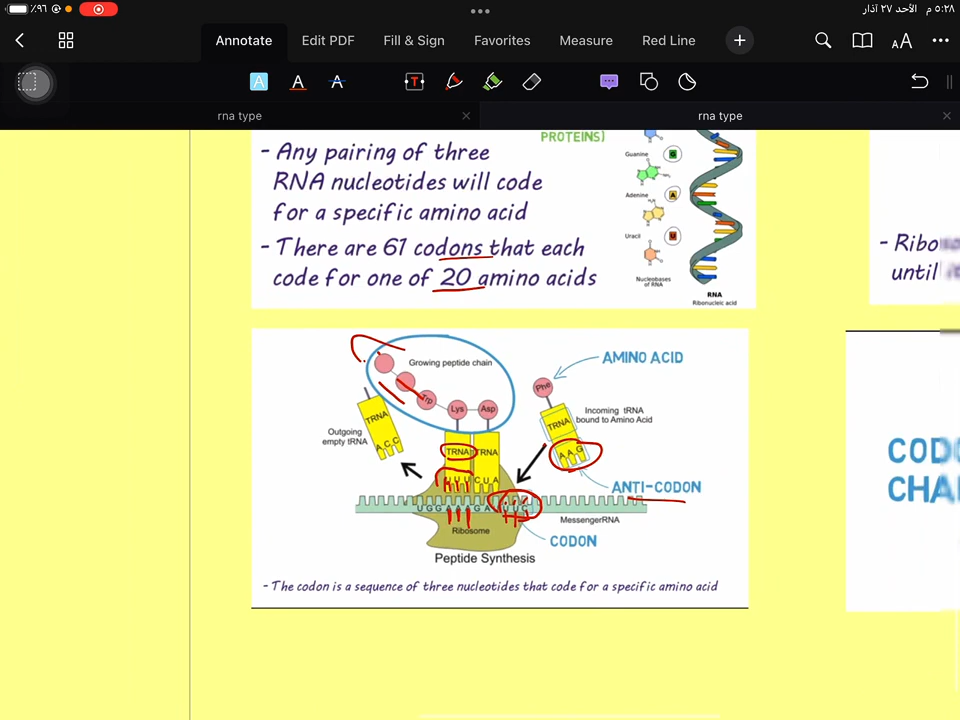 ٪٩٦
٥:٢٨ م الأحد ٢٧ آذار
Annotate Edit PDF Fill & Sign Favorites Measure Red Line
rna type
rna type
PROTEINS)
- Any pairing of three
RNA nucleotides will code
for a specific amino acid
- There are 61 codons that each
code for one of 20 amino acids
Guanine G
Adenine A
Uracil U
Nucleobases
of RNA
RNA
Ribonucleic acid
until
AMINO ACID
Growing peptide chain
Phe
Trp
Lys
Asp
TRNA
Incoming tRNA
bound to Amino Acid
TRNA
TRNA
TRNA
Outgoing
empty tRNA
A C C
A A G
U U U C U A
ANTI-CODON
U G G A A A G A U U U C
MessengerRNA
Ribosome
CODON
Peptide Synthesis
- The codon is a sequence of three nucleotides that code for a specific amino acid